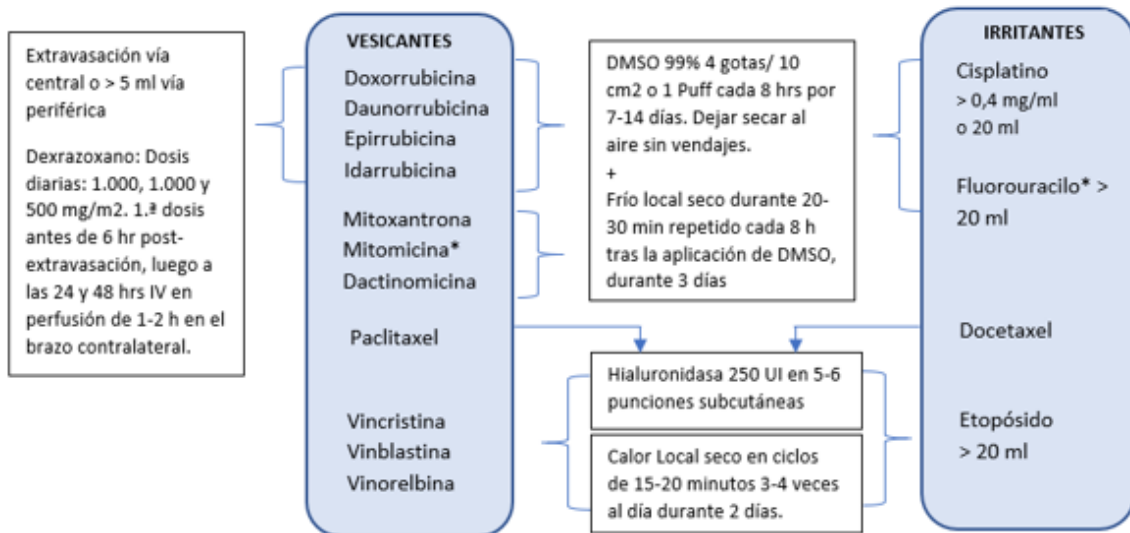 Extravasación vía
central o > 5 ml vía
periférica
Dexrazoxano: Dosis
diarias: 1.000, 1.000 y
500 mg/m2. 1.ª dosis
antes de 6 hr post-
extravasación, luego a
las 24 y 48 hrs IV en
perfusión de 1-2 h en el
brazo contralateral.
VESICANTES
Doxorrubicina
Daunorrubicina
Epirrubicina
Idarrubicina
Mitoxantrona
Mitomicina*
Dactinomicina
Paclitaxel
Vincristina
Vinblastina
Vinorelbina
DMSO 99% 4 gotas/ 10
cm2 o 1 Puff cada 8 hrs por
7-14 días. Dejar secar al
aire sin vendajes.
+
Frío local seco durante 20-
30 min repetido cada 8 h
tras la aplicación de DMSO,
durante 3 días
Hialuronidasa 250 UI en 5-6
punciones subcutáneas
Calor Local seco en ciclos
de 15-20 minutos 3-4 veces
al día durante 2 días.
IRRITANTES
Cisplatino
> 0,4 mg/ml
o 20 ml
Fluorouracilo* >
20 ml
Docetaxel
Etopósido
> 20 ml